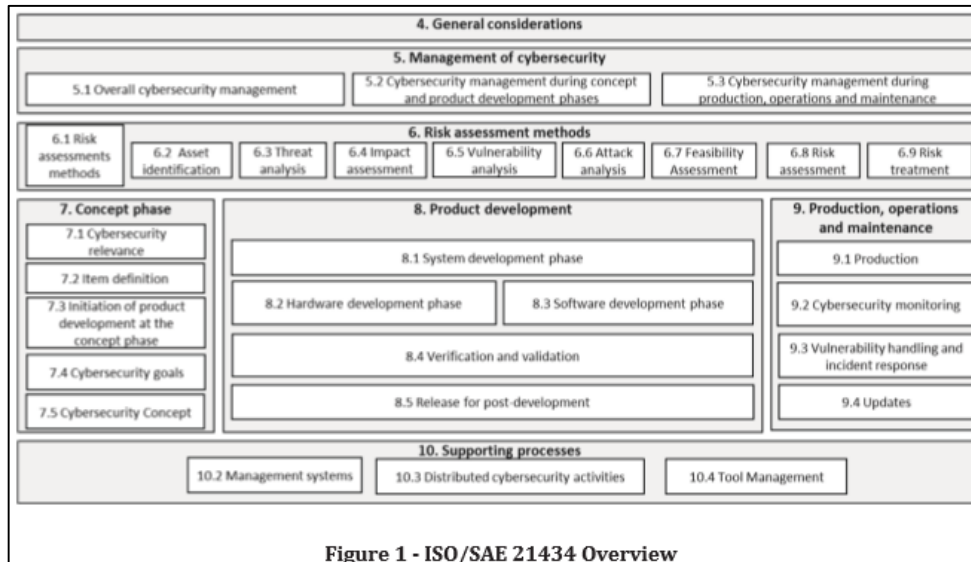 4. General considerations
5. Management of cybersecurity
5.1 Overall cybersecurity management
5.2 Cybersecurity management during concept
and product development phases
5.3 Cybersecurity management during
production, operations and maintenance
6. Risk assessment methods
6.1 Risk
assessments
methods
6.2 Asset
identification
6.3 Threat
analysis
6.4 Impact
assessment
6.5 Vulnerability
analysis
6.6 Attack
analysis
6.7 Feasibility
Assessment
6.8 Risk
assessment
6.9 Risk
treatment
7. Concept phase
7.1 Cybersecurity
relevance
7.2 Item definition
7.3 Initiation of product
development at the
concept phase
7.4 Cybersecurity goals
7.5 Cybersecurity Concept
8. Product development
8.1 System development phase
8.2 Hardware development phase
8.3 Software development phase
8.4 Verification and validation
8.5 Release for post-development
9. Production, operations
and maintenance
9.1 Production
9.2 Cybersecurity monitoring
9.3 Vulnerability handling and
incident response
9.4 Updates
10. Supporting processes
10.2 Management systems
10.3 Distributed cybersecurity activities
10.4 Tool Management
Figure 1 - ISO/SAE 21434 Overview